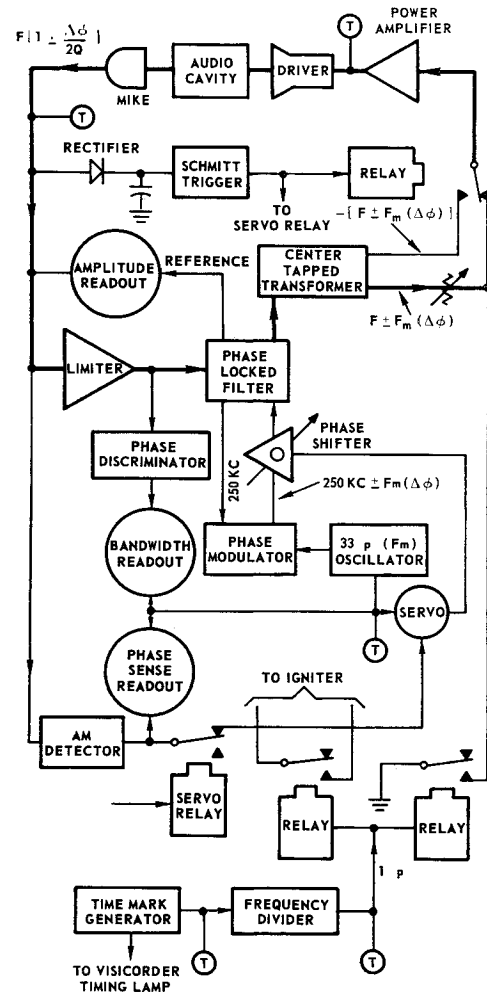 F[1 ± Δφ/2Q]
POWER
AMPLIFIER
T
MIKE
AUDIO
CAVITY
DRIVER
T
RECTIFIER
SCHMITT
TRIGGER
RELAY
TO
SERVO RELAY
-[F ± Fm (Δφ)]
AMPLITUDE
READOUT
REFERENCE
CENTER
TAPPED
TRANSFORMER
F ± Fm (Δφ)
LIMITER
PHASE
LOCKED
FILTER
PHASE
SHIFTER
PHASE
DISCRIMINATOR
250 KC
250 KC ± Fm(Δφ)
BANDWIDTH
READOUT
PHASE
MODULATOR
33 p (Fm)
OSCILLATOR
SERVO
T
PHASE
SENSE
READOUT
TO IGNITER
AM
DETECTOR
SERVO
RELAY
RELAY
RELAY
1 p
TIME MARK
GENERATOR
FREQUENCY
DIVIDER
T
T
TO VISICORDER
TIMING LAMP